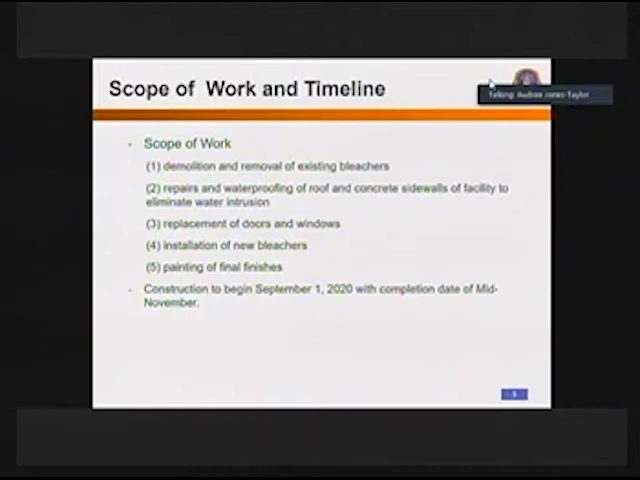 Scope of Work and Timeline
Talking: Audree Jones-Taylor
Scope of Work
(1) demolition and removal of existing bleachers
(2) repairs and waterproofing of roof and concrete sidewalls of facility to
eliminate water intrusion
(3) replacement of doors and windows
(4) installation of new bleachers
(5) painting of final finishes
Construction to begin September 1, 2020 with completion date of Mid-
November.
5